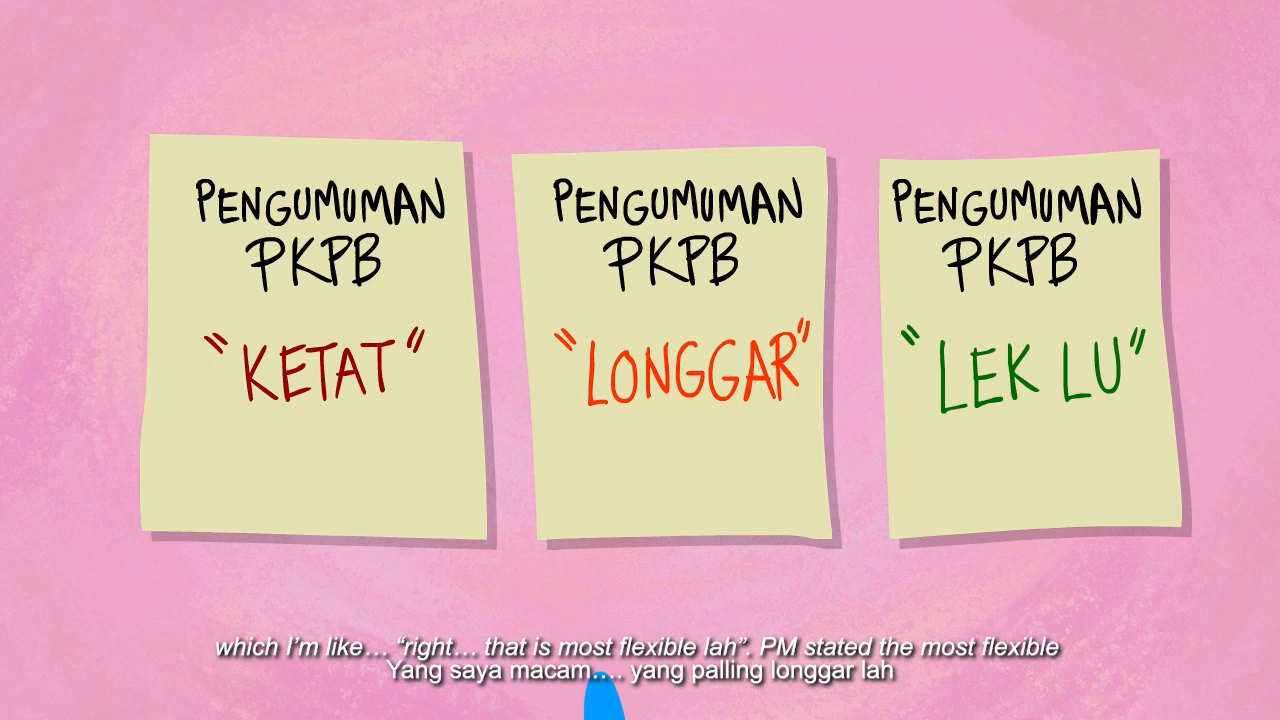 PENGUMUMAN
PKPB
"KETAT"
PENGUMUMAN
PKPB
"LONGGAR"
PENGUMUMAN
PKPB
"LEK LU"
which I'm like... “right... that is most flexible lah”. PM stated the most flexible
Yang saya macam.... yang palling longgar lah